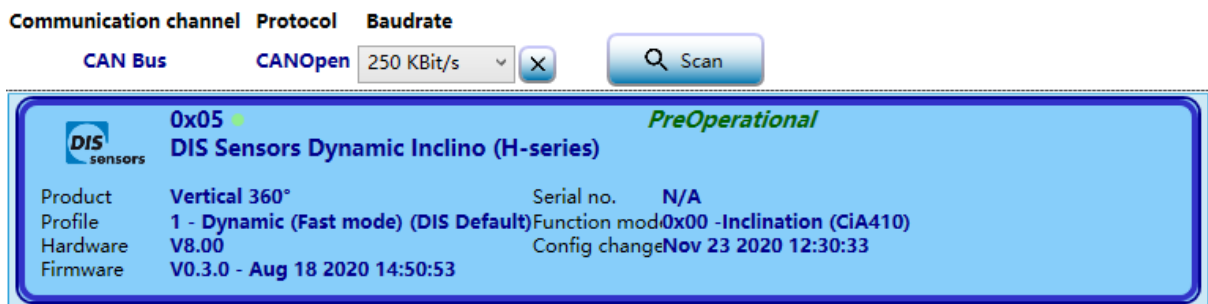 Communication channel Protocol Baudrate
CAN Bus CANOpen 250 KBit/s Scan
0x05 PreOperational
DIS sensors
DIS Sensors Dynamic Inclino (H-series)
Product Vertical 360° Serial no. N/A
Profile 1 - Dynamic (Fast mode) (DIS Default) Function mod 0x00 -Inclination (CiA410)
Hardware V8.00 Config change Nov 23 2020 12:30:33
Firmware V0.3.0 - Aug 18 2020 14:50:53